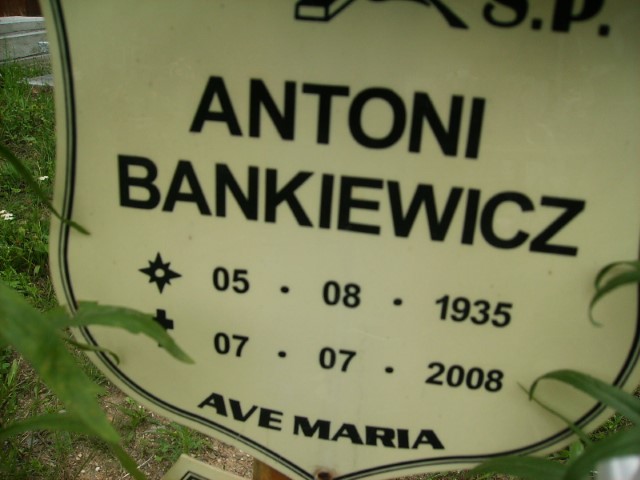 S.P.
ANTONI
BANKIEWICZ
05 · 08 · 1935
07 · 07 · 2008
AVE MARIA